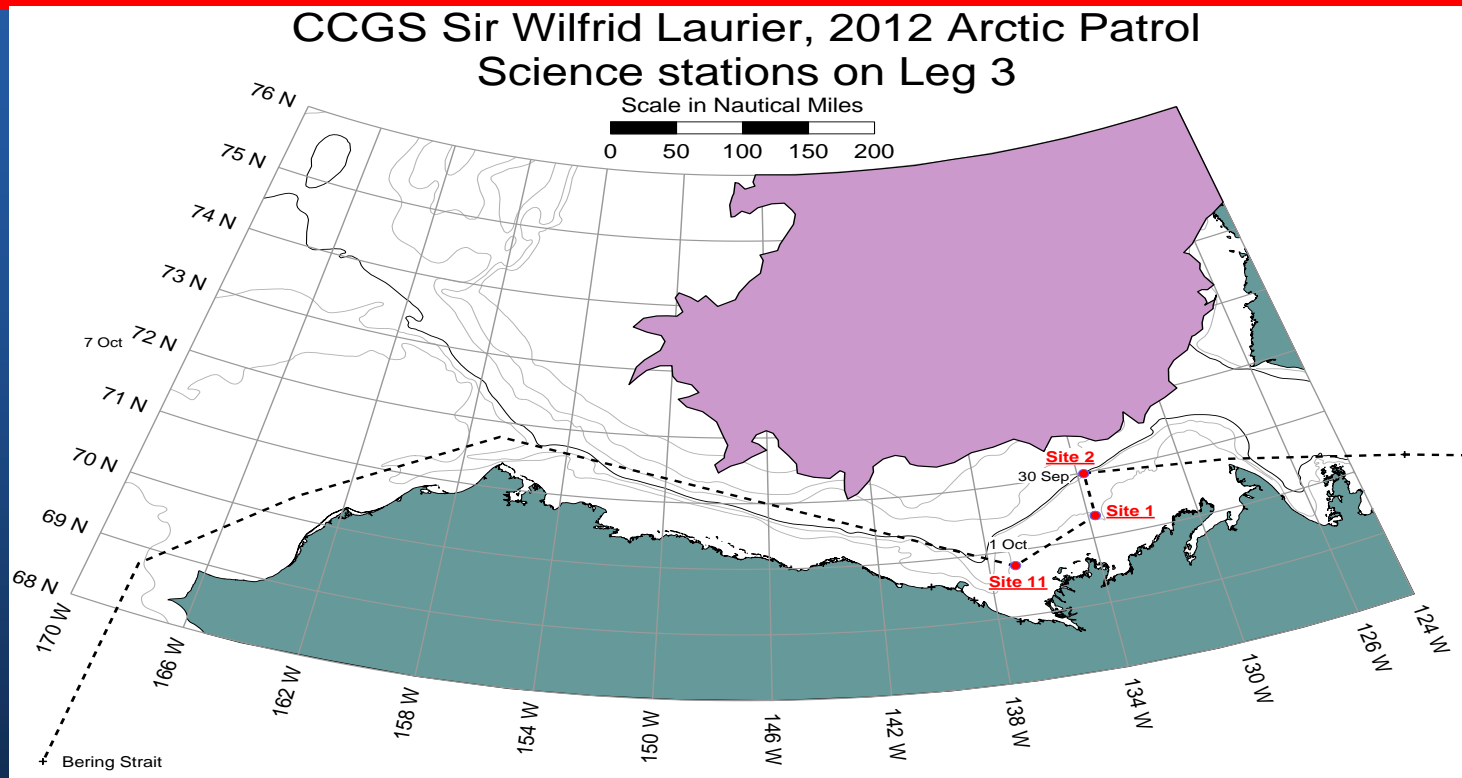 CCGS Sir Wilfrid Laurier, 2012 Arctic Patrol
Science stations on Leg 3
Scale in Nautical Miles
0 50 100 150 200
76 N
75 N
74 N
73 N
72 N
71 N
70 N
69 N
68 N
7 Oct
Site 2
30 Sep
Site 1
1 Oct
Site 11
170 W
166 W
162 W
158 W
154 W
150 W
146 W
142 W
138 W
134 W
130 W
126 W
124 W
Bering Strait